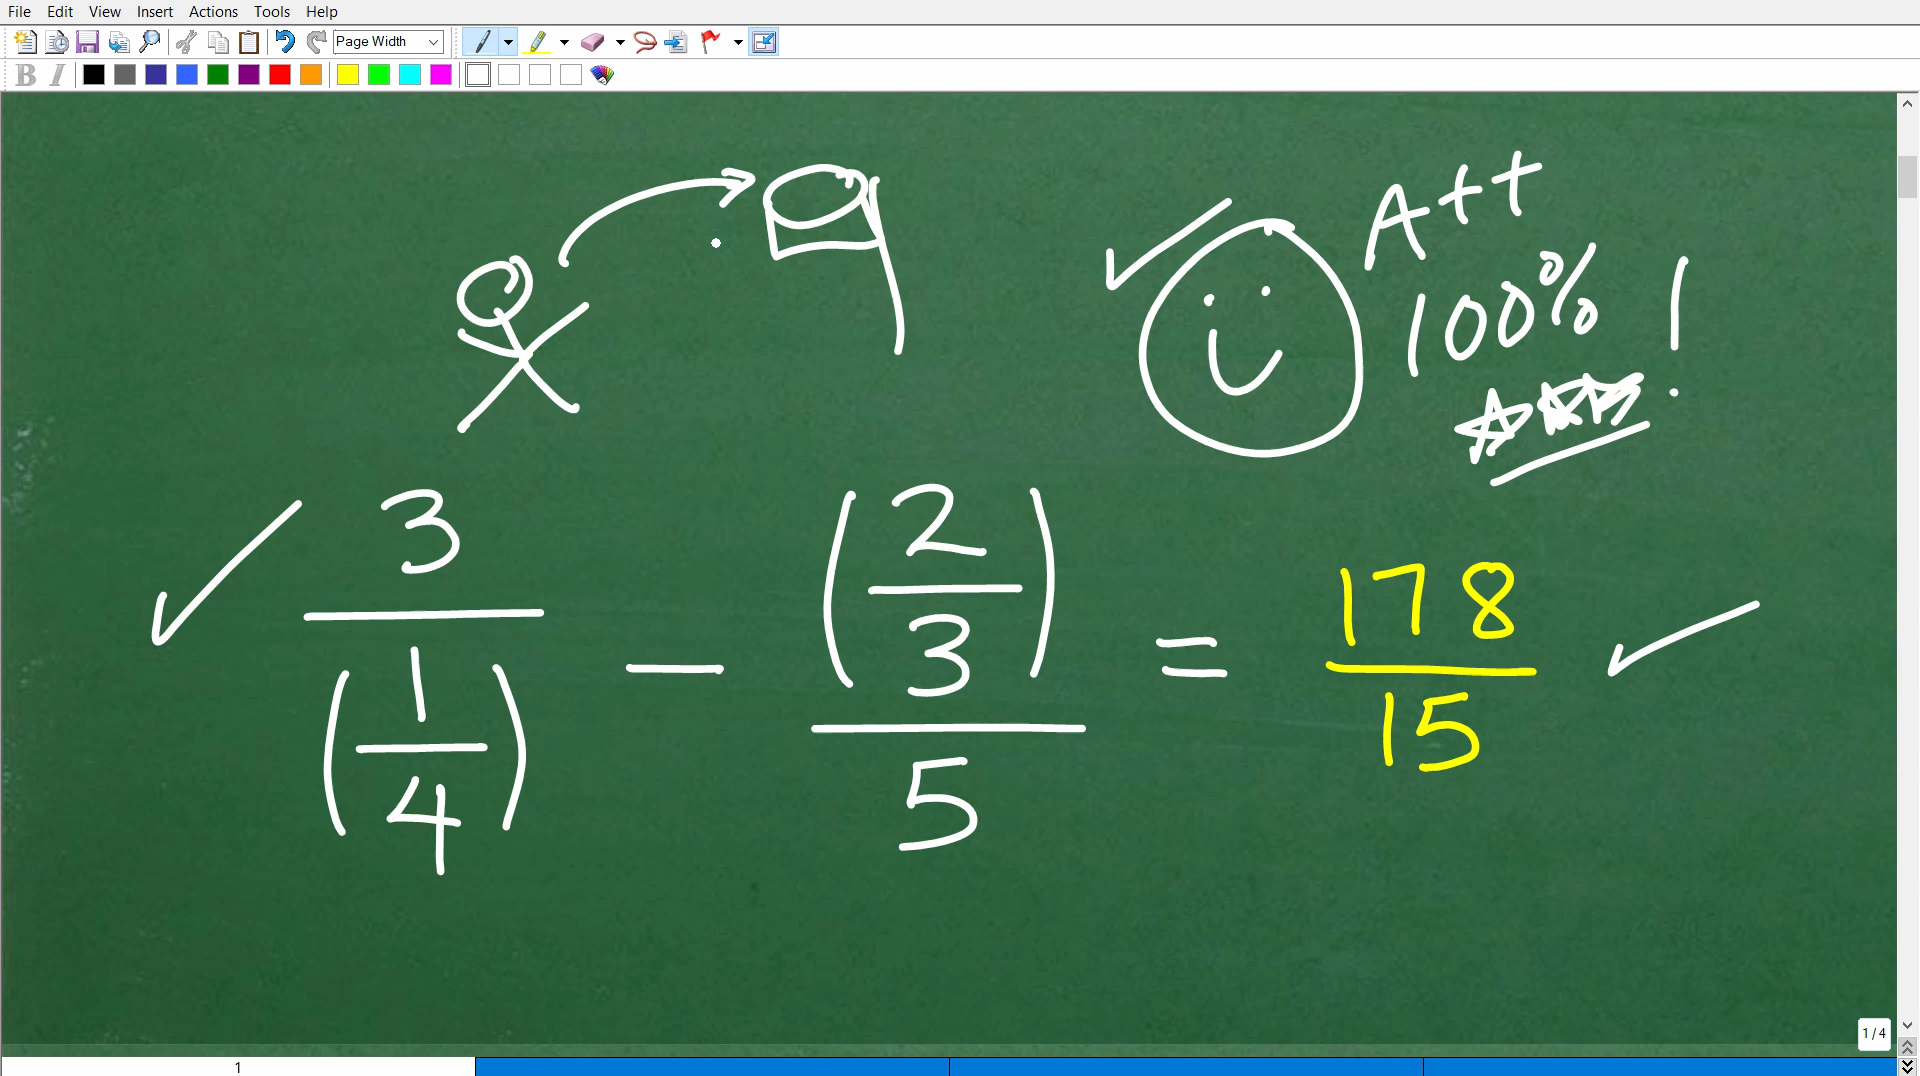 File Edit View Insert Actions Tools Help
Page Width
B I
A++
100% !
3
(1/4)
−
(2/3)
5
=
178
15
1 / 4
1